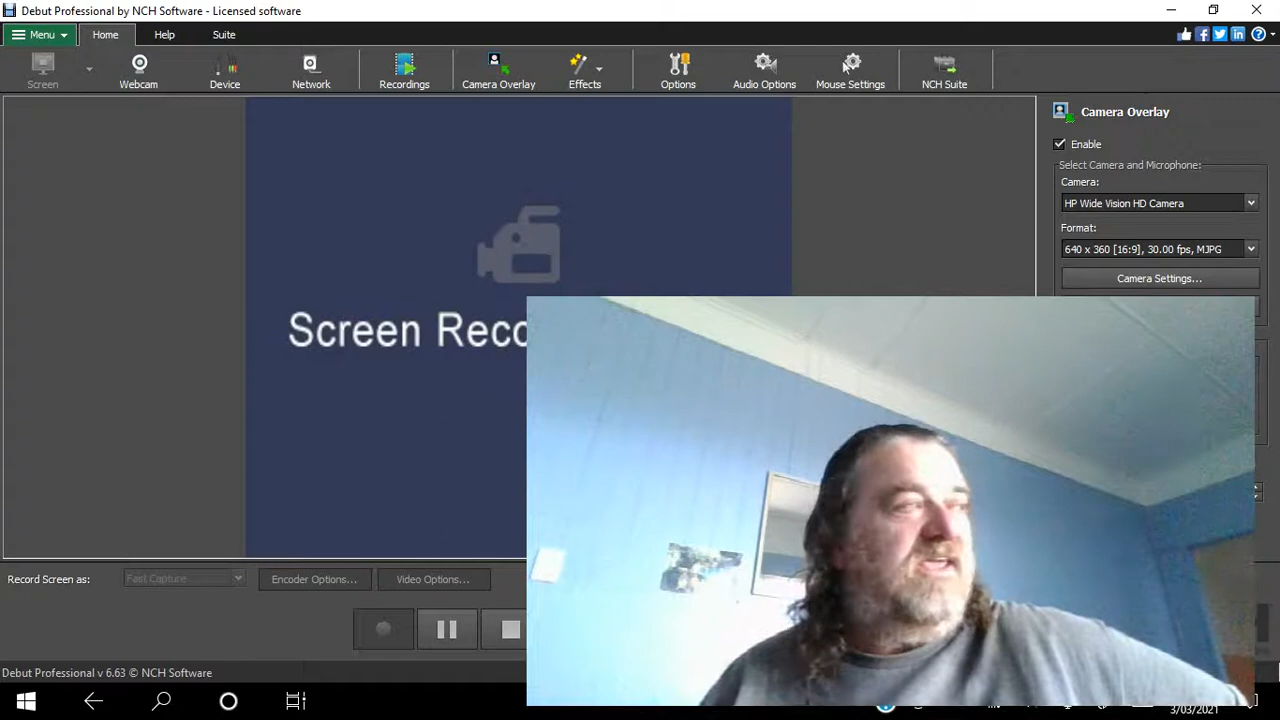 Debut Professional by NCH Software - Licensed software
Menu Home Help Suite
Screen Webcam Device Network Recordings Camera Overlay Effects Options Audio Options Mouse Settings NCH Suite
Camera Overlay
Enable
Select Camera and Microphone:
Camera:
HP Wide Vision HD Camera
Format:
640 x 360 [16:9], 30.00 fps, MJPG
Camera Settings...
Screen Reco
Record Screen as: Fast Capture Encoder Options... Video Options...
Debut Professional v 6.63 © NCH Software
3/03/2021